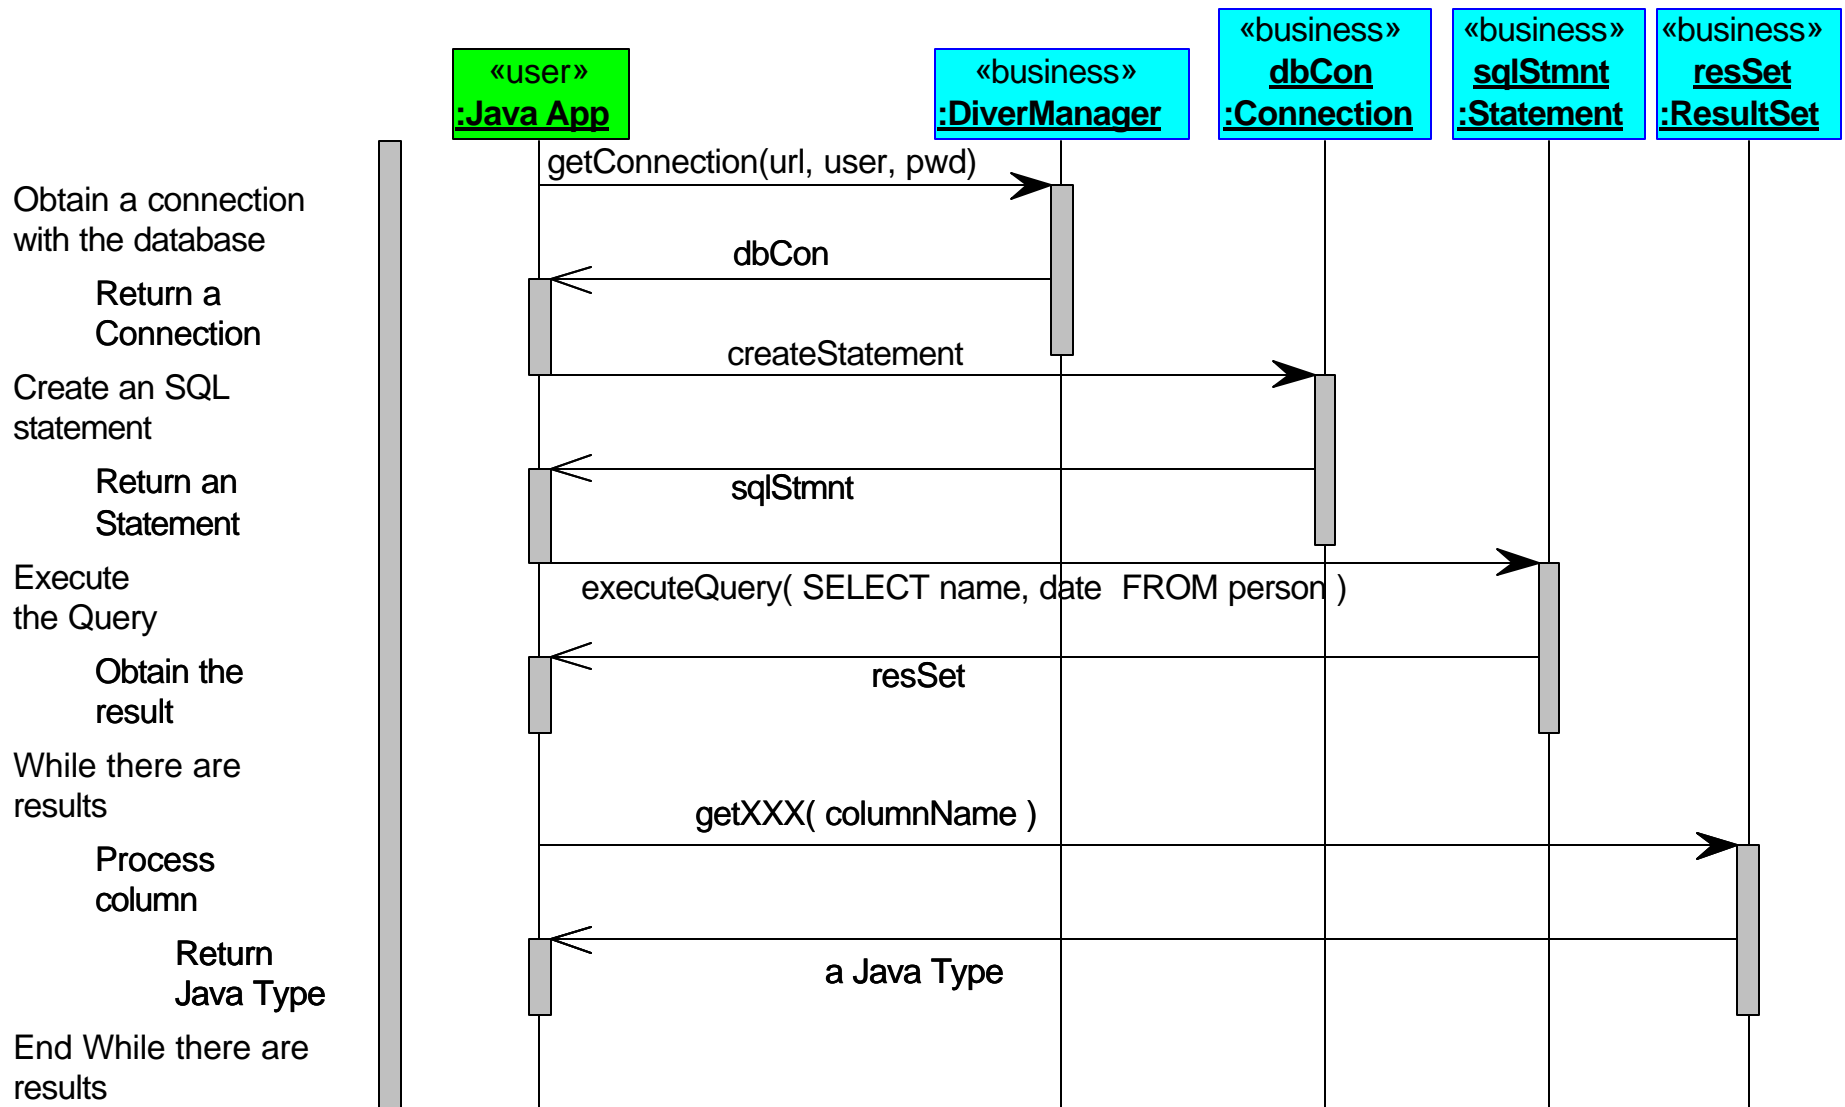 «user»
:Java App
«business»
:DiverManager
«business»
dbCon
:Connection
«business»
sqlStmnt
:Statement
«business»
resSet
:ResultSet
getConnection(url, user, pwd)
Obtain a connection
with the database
dbCon
Return a
Connection
createStatement
Create an SQL
statement
Return an
Statement
sqlStmnt
Execute
the Query
executeQuery( SELECT name, date  FROM person )
Obtain the
result
resSet
While there are
results
getXXX( columnName )
Process
column
Return
Java Type
a Java Type
End While there are
results